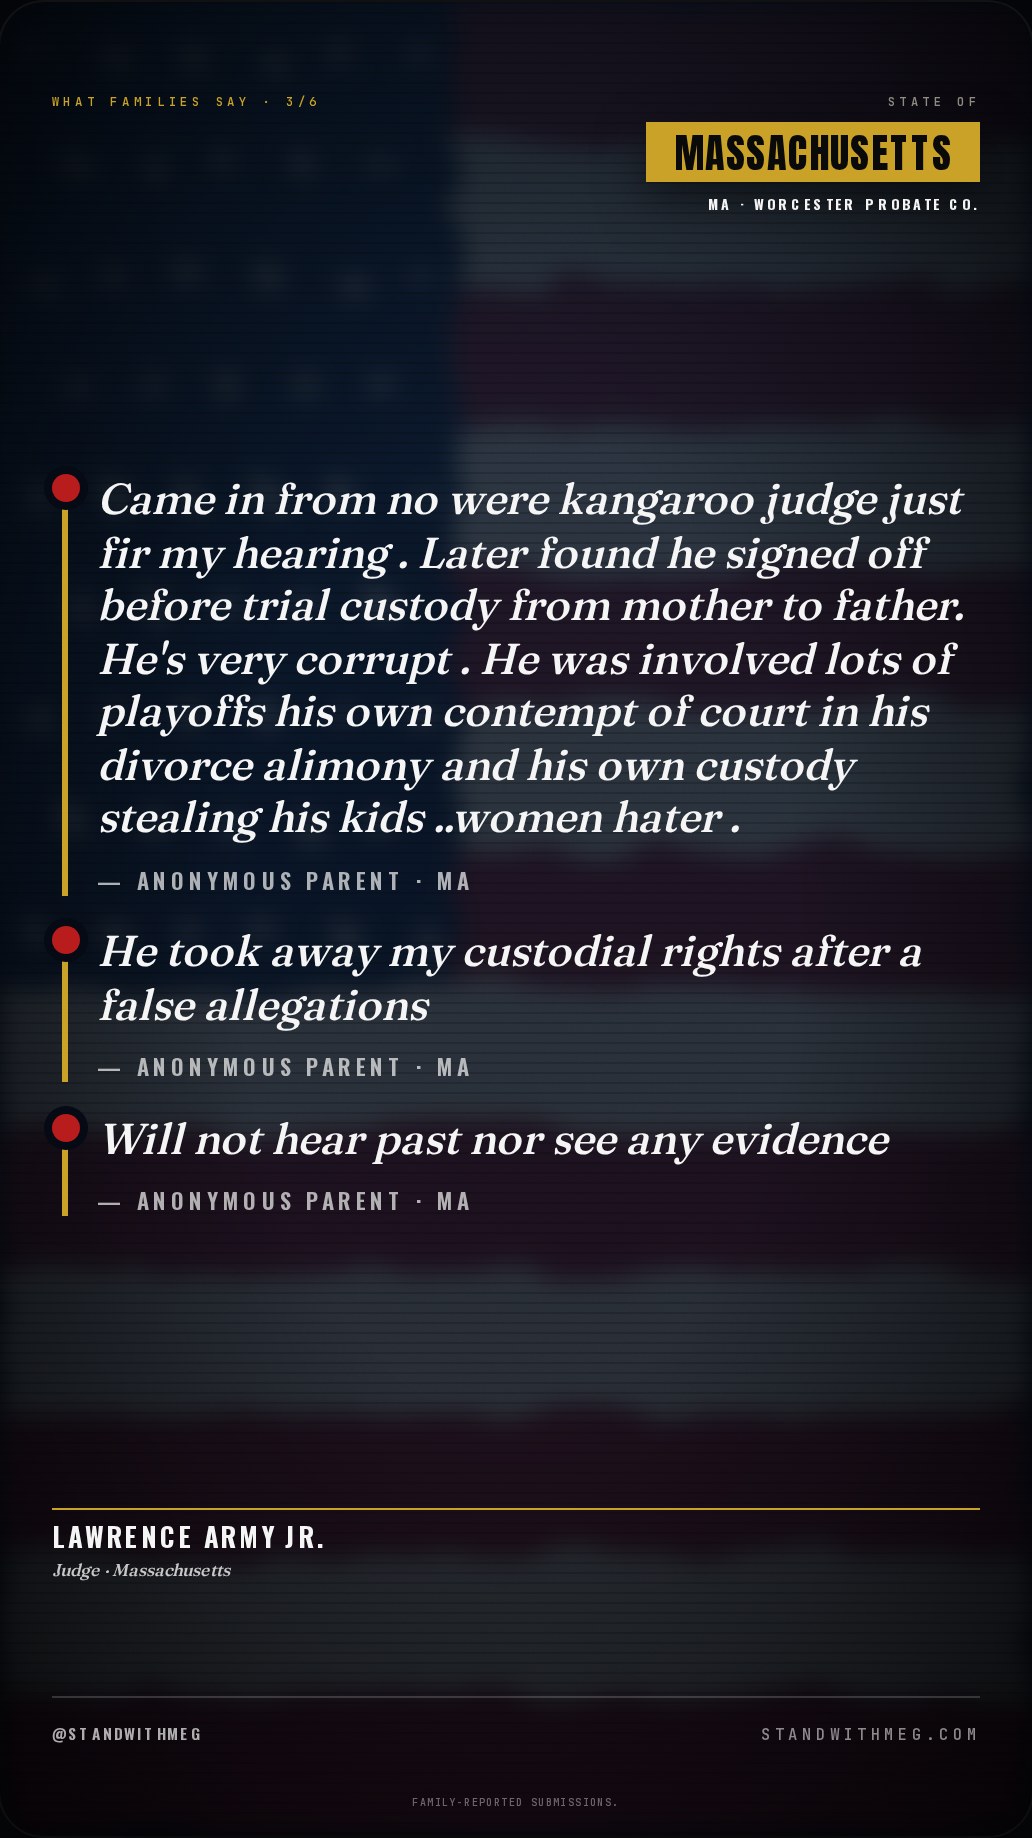 WHAT FAMILIES SAY · 3/6
STATE OF
MASSACHUSETTS
MA · WORCESTER PROBATE CO.
Came in from no were kangaroo judge just
fir my hearing . Later found he signed off
before trial custody from mother to father.
He's very corrupt . He was involved lots of
playoffs his own contempt of court in his
divorce alimony and his own custody
stealing his kids ..women hater .
— ANONYMOUS PARENT · MA
He took away my custodial rights after a
false allegations
— ANONYMOUS PARENT · MA
Will not hear past nor see any evidence
— ANONYMOUS PARENT · MA
LAWRENCE ARMY JR.
Judge · Massachusetts
@STANDWITHMEG
STANDWITHMEG.COM
FAMILY-REPORTED SUBMISSIONS.